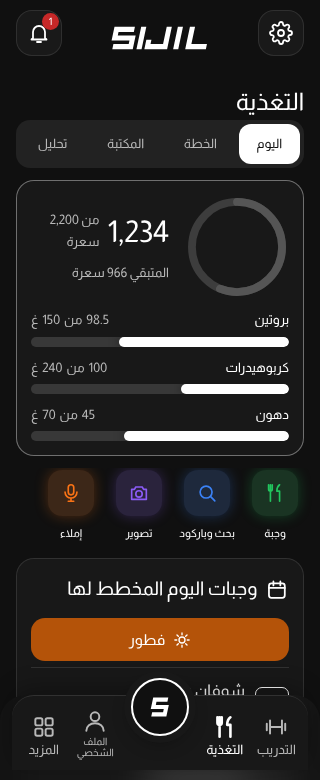 1
SIJIL
التغذية
اليوم
الخطة
المكتبة
تحليل
1,234
من 2,200
سعرة
المتبقي 966 سعرة
بروتين
98.5 من 150 غ
كربوهيدرات
100 من 240 غ
دهون
45 من 70 غ
وجبة
بحث وباركود
تصوير
إملاء
وجبات اليوم المخطط لها
فطور
شوفان
التدريب
التغذية
S
الملف
الشخصي
المزيد